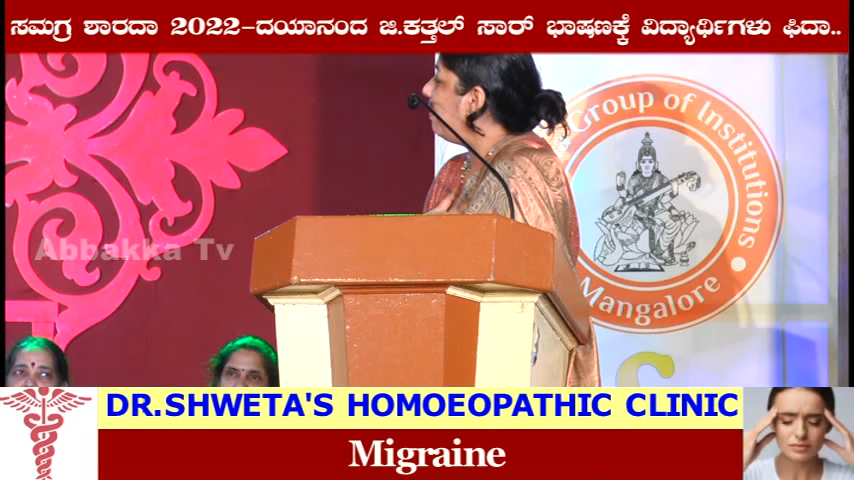 ಸಮಗ್ರ ಶಾರದಾ 2022-ದಯಾನಂದ ಜಿ.ಕತ್ತಲ್ ಸಾರ್ ಭಾಷಣಕ್ಕೆ ವಿದ್ಯಾರ್ಥಿಗಳು ಫಿದಾ..
Group of Institutions
Mangalore
Abbakka Tv
DR.SHWETA'S HOMOEOPATHIC CLINIC
Migraine